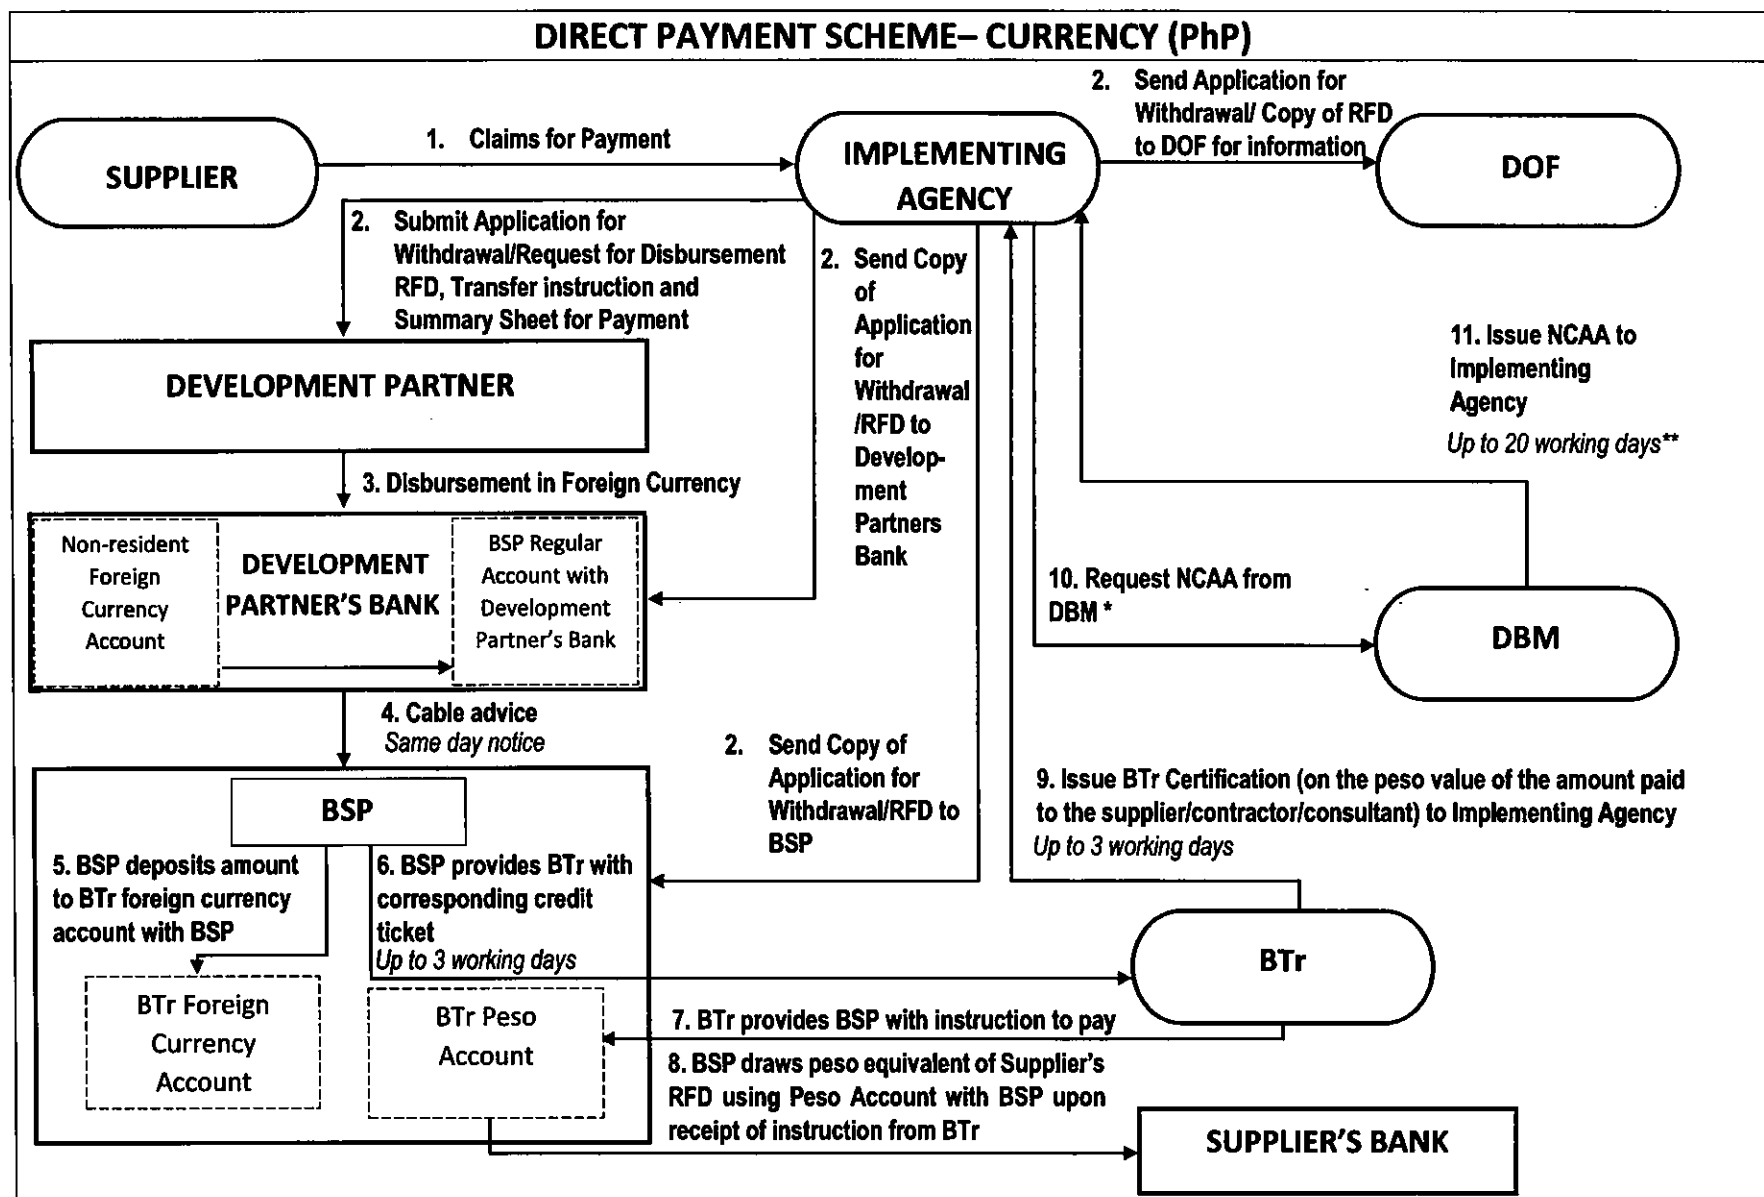 DIRECT PAYMENT SCHEME– CURRENCY (PhP)
SUPPLIER
1. Claims for Payment
IMPLEMENTING
AGENCY
2. Send Application for
Withdrawal/ Copy of RFD
to DOF for information
DOF
2. Submit Application for
Withdrawal/Request for Disbursement
RFD, Transfer instruction and
Summary Sheet for Payment
2. Send Copy
of
Application
for
Withdrawal
/RFD to
Develop-
ment
Partners
Bank
11. Issue NCAA to
Implementing
Agency
Up to 20 working days**
DEVELOPMENT PARTNER
3. Disbursement in Foreign Currency
Non-resident
Foreign
Currency
Account
DEVELOPMENT
PARTNER'S BANK
BSP Regular
Account with
Development
Partner's Bank
10. Request NCAA from
DBM *
DBM
4. Cable advice
Same day notice
2. Send Copy of
Application for
Withdrawal/RFD to
BSP
9. Issue BTr Certification (on the peso value of the amount paid
to the supplier/contractor/consultant) to Implementing Agency
Up to 3 working days
BSP
5. BSP deposits amount
to BTr foreign currency
account with BSP
6. BSP provides BTr with
corresponding credit
ticket
Up to 3 working days
BTr
BTr Foreign
Currency
Account
BTr Peso
Account
7. BTr provides BSP with instruction to pay
8. BSP draws peso equivalent of Supplier's
RFD using Peso Account with BSP upon
receipt of instruction from BTr
SUPPLIER'S BANK